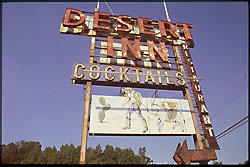 DESERT
INN
COCKTAILS
RESTAURANT